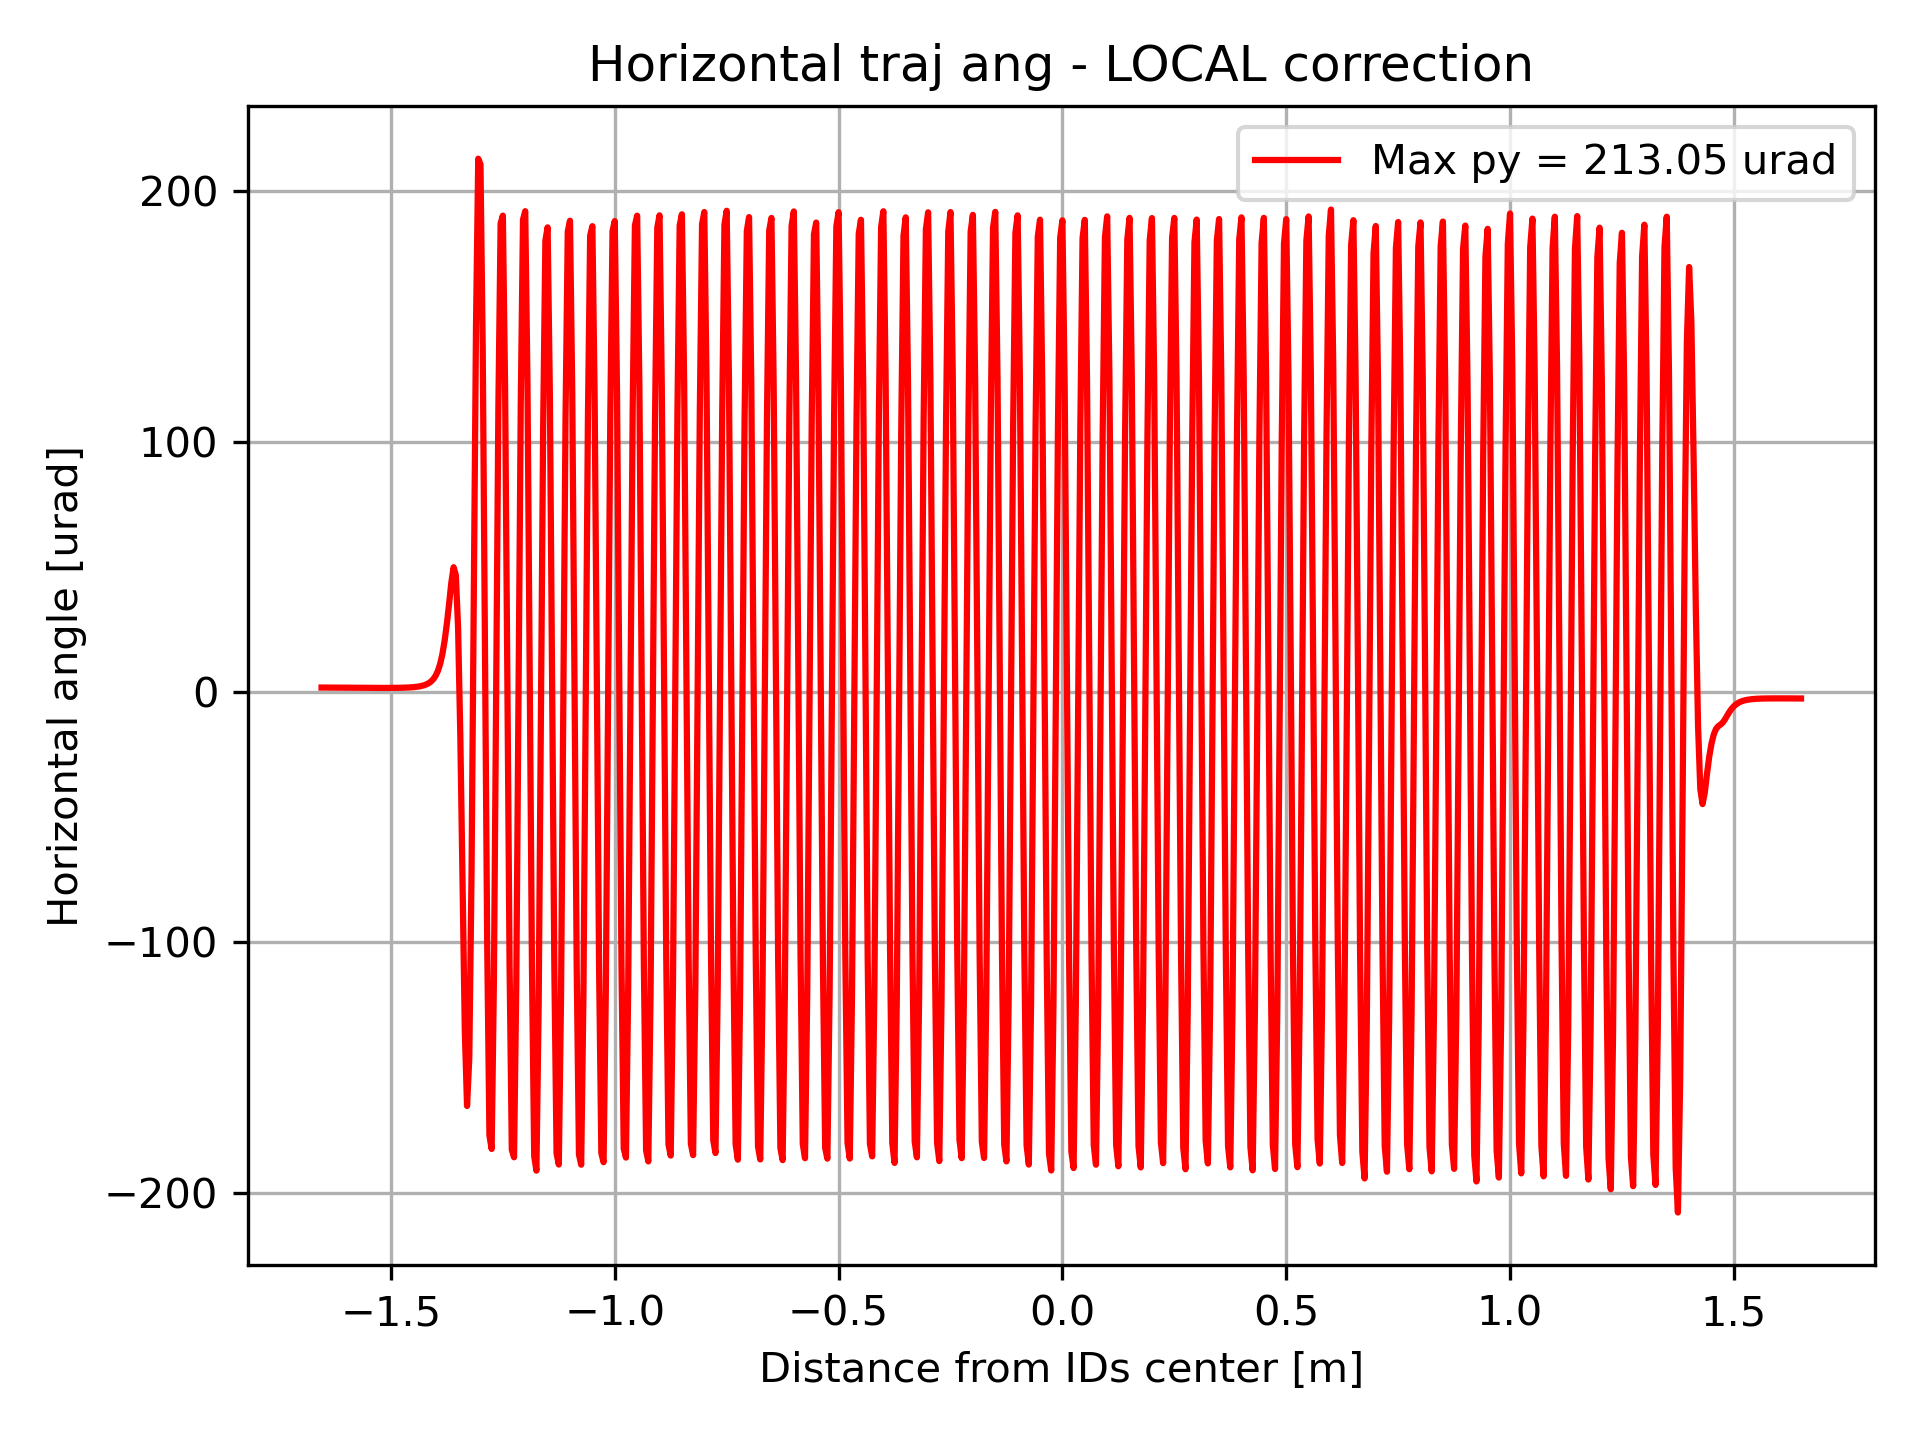 Horizontal traj ang - LOCAL correction
Max py = 213.05 urad
Horizontal angle [urad]
200
100
0
−100
−200
−1.5 −1.0 −0.5 0.0 0.5 1.0 1.5
Distance from IDs center [m]